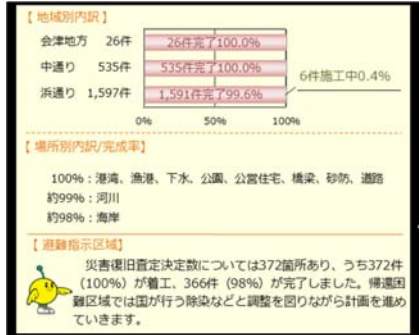 【 地域別内訳 】
会津地方 26件 26件完了100.0%
中通り 535件 535件完了100.0%
浜通り 1,597件 1,591件完了99.6%
6件施工中0.4%
0% 50% 100%
【 場所別内訳/完成率】
100%：港湾、漁港、下水、公園、公営住宅、橋梁、砂防、道路
約99%：河川
約98%：海岸
【 避難指示区域】
災害復旧査定決定数については372箇所あり、うち372件
（100%）が着工、366件（98%）が完了しました。帰還困
難区域では国が行う除染などと調整を図りながら計画を進め
ていきます。